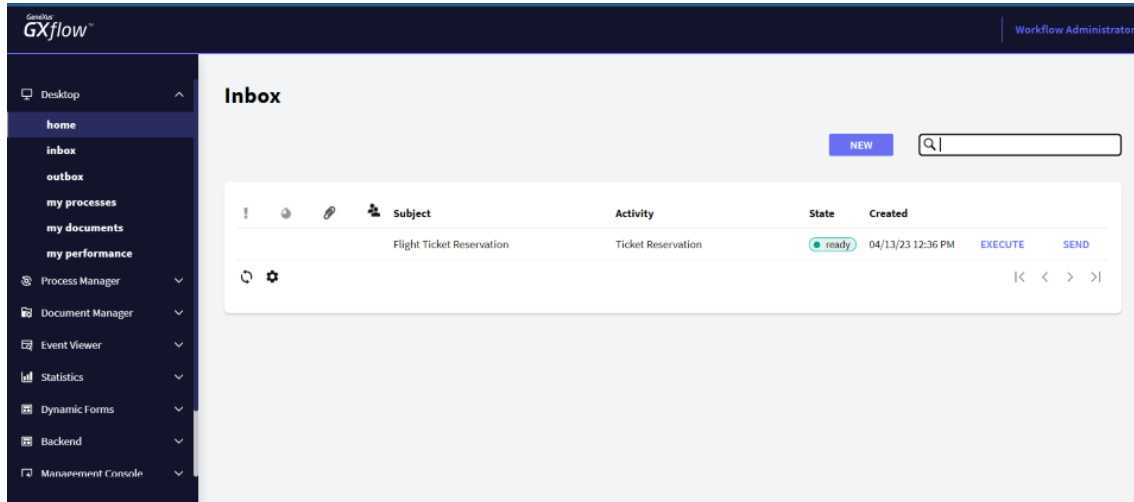 GeneXus
GXflow™
Workflow Administrator
Desktop
home
inbox
outbox
my processes
my documents
my performance
Process Manager
Document Manager
Event Viewer
Statistics
Dynamic Forms
Backend
Management Console
Inbox
NEW
Subject Activity State Created
Flight Ticket Reservation Ticket Reservation ready 04/13/23 12:36 PM EXECUTE SEND